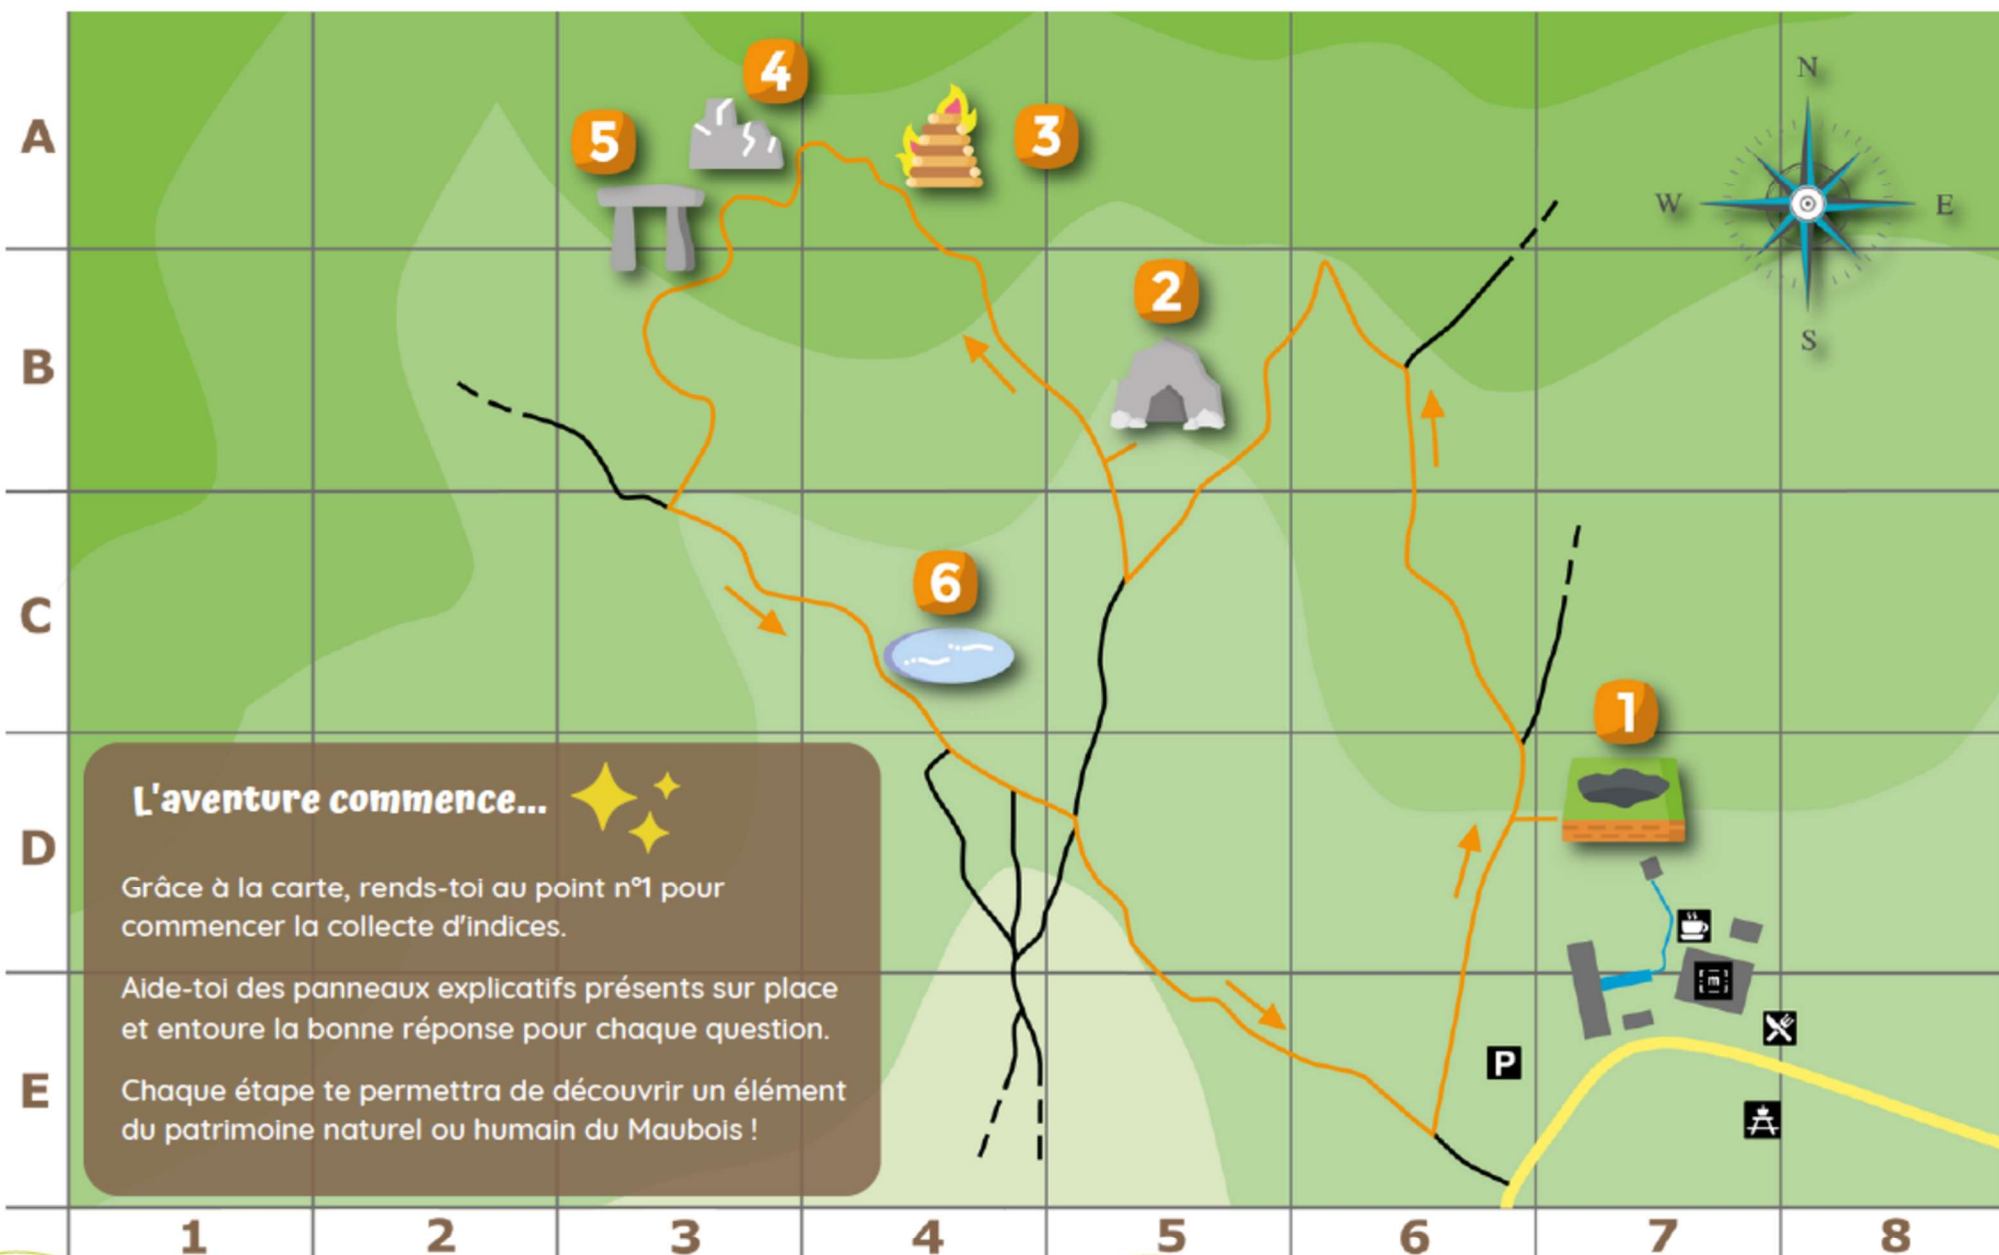 N
4
3
5
A
W
E
2
S
B
6
C
1
L'aventure commence...
D
Grâce à la carte, rends-toi au point n°1 pour
commencer la collecte d'indices.
Aide-toi des panneaux explicatifs présents sur place
et entoure la bonne réponse pour chaque question.
m
P
E
Chaque étape te permettra de découvrir un élément
du patrimoine naturel ou humain du Maubois !
1 2 3 4 5 6 7 8